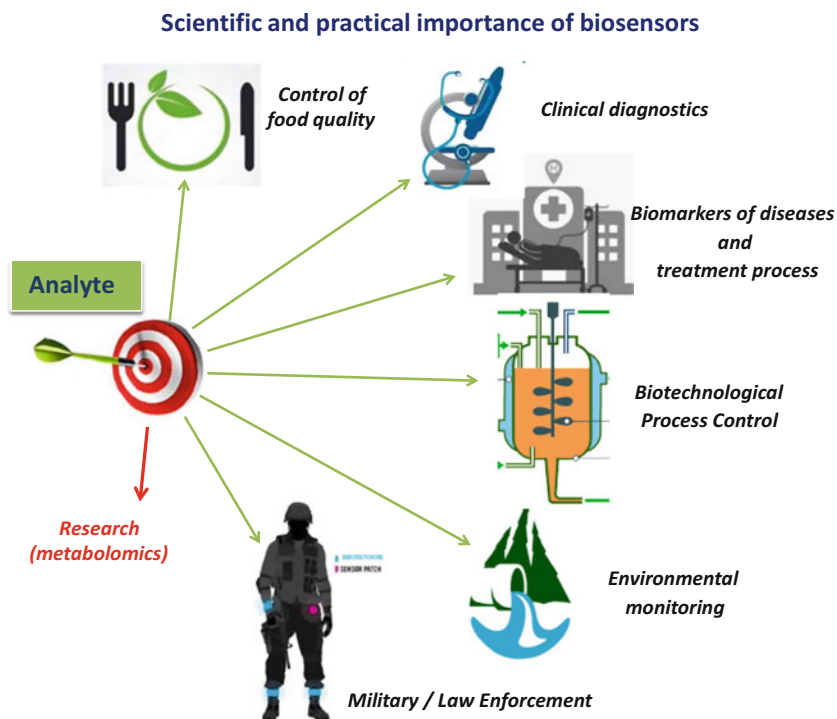 Scientific and practical importance of biosensors
Control of
food quality
Clinical diagnostics
H
Biomarkers of diseases
and
treatment process
Analyte
Biotechnological
Process Control
Research
(metabolomics)
SENSOR PATCH
Environmental
monitoring
Military / Law Enforcement